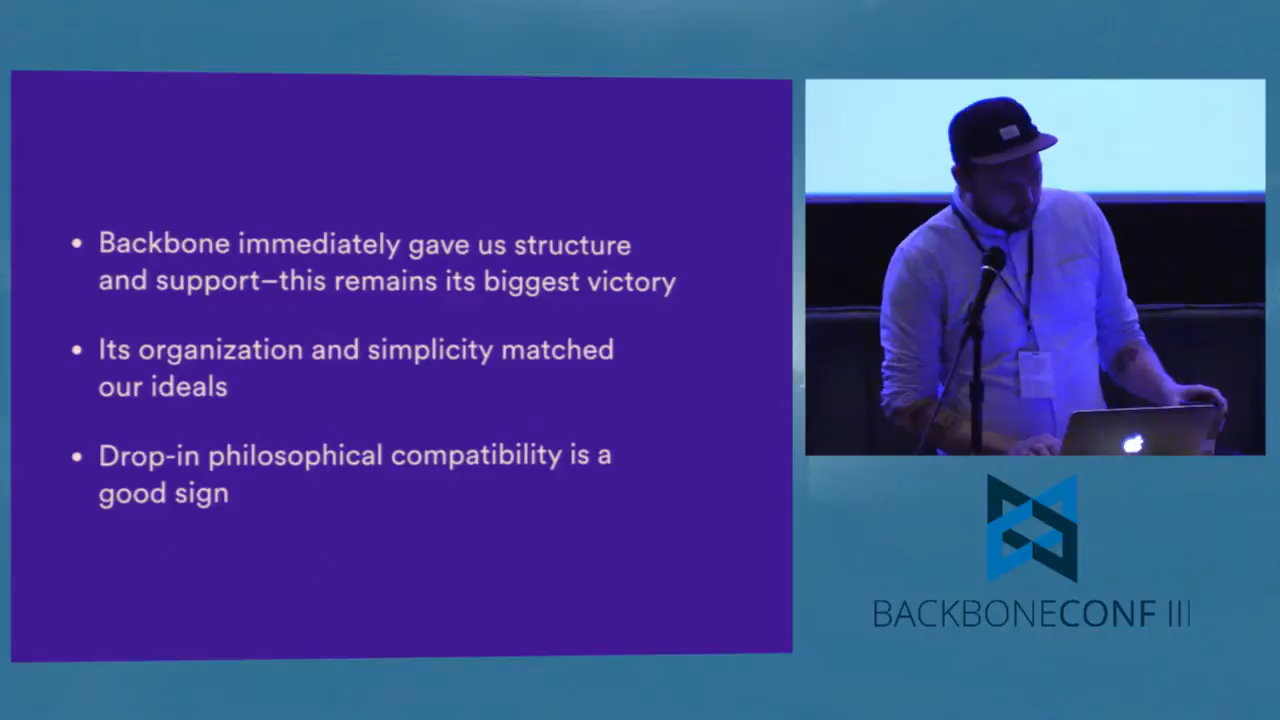 • Backbone immediately gave us structure
and support–this remains its biggest victory
• Its organization and simplicity matched
our ideals
• Drop-in philosophical compatibility is a
good sign
BACKBONECONF III